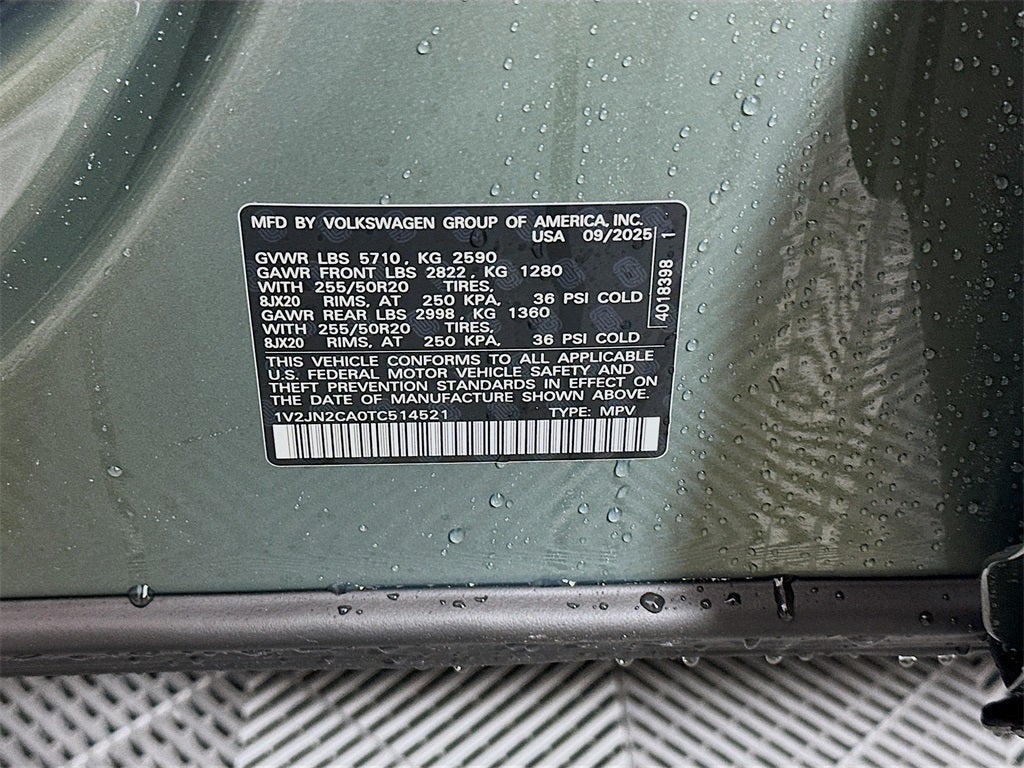 MFD BY VOLKSWAGEN GROUP OF AMERICA, INC.
USA 09/2025
GVWR LBS 5710 , KG 2590
GAWR FRONT LBS 2822 , KG 1280
WITH 255/50R20 TIRES,
8JX20 RIMS, AT 250 KPA, 36 PSI COLD
GAWR REAR LBS 2998 , KG 1360
WITH 255/50R20 TIRES,
8JX20 RIMS, AT 250 KPA, 36 PSI COLD
4018398 1
THIS VEHICLE CONFORMS TO ALL APPLICABLE
U.S. FEDERAL MOTOR VEHICLE SAFETY AND
THEFT PREVENTION STANDARDS IN EFFECT ON
THE DATE OF MANUFACTURE SHOWN ABOVE.
1V2JN2CA0TC514521 TYPE: MPV